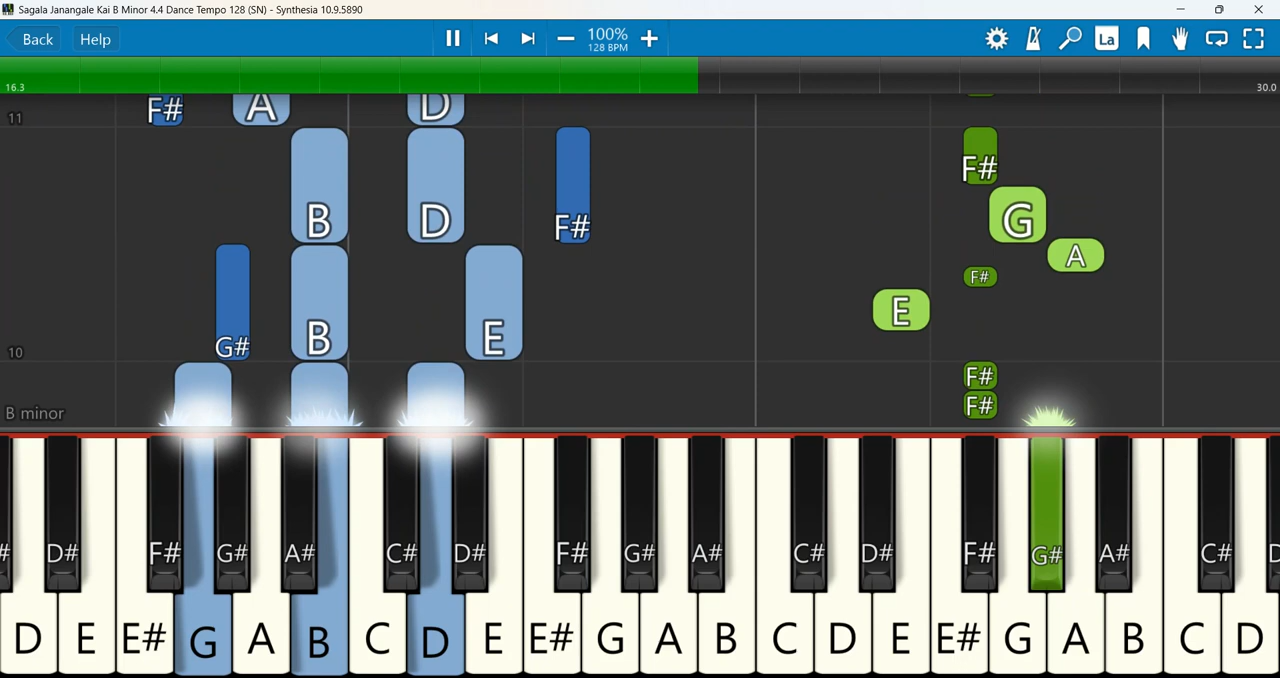 Sagala Janangale Kai B Minor 4.4 Dance Tempo 128 (SN) - Synthesia 10.9.5890
Back Help 100% La
128 BPM
16.3 30.0
11 F# A D
F#
B D F# G
A
F#
E
G# B E
10
F#
F#
B minor
# D# F# G# A# C# D# F# G# A# C# D# F# G# A# C# D
D E E# G A B C D E E# G A B C D E E# G A B C D